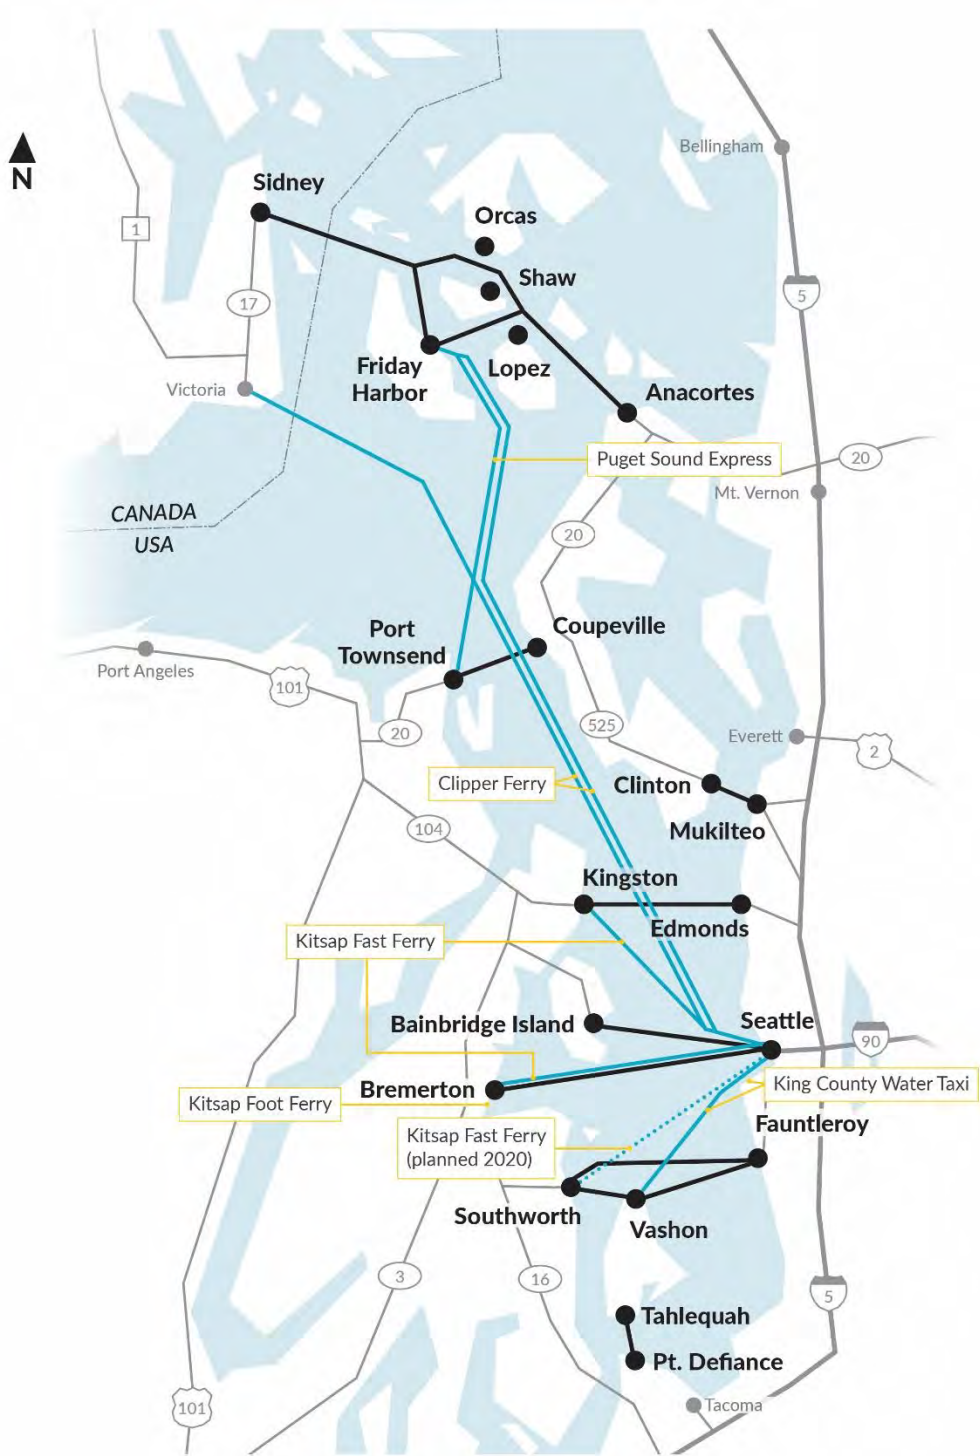 Bellingham
N
Sidney
Orcas
1
Shaw
5
17
Friday
Harbor
Lopez
Victoria
Anacortes
Puget Sound Express
20
Mt. Vernon
CANADA
USA
20
Port
Townsend
Coupeville
Port Angeles
101
20
525
Everett
2
Clipper Ferry
Clinton
Mukilteo
104
Kingston
Edmonds
Kitsap Fast Ferry
Bainbridge Island
Seattle
90
Bremerton
King County Water Taxi
Kitsap Foot Ferry
Fauntleroy
Kitsap Fast Ferry
(planned 2020)
Southworth
Vashon
3
16
5
Tahlequah
Pt. Defiance
101
Tacoma